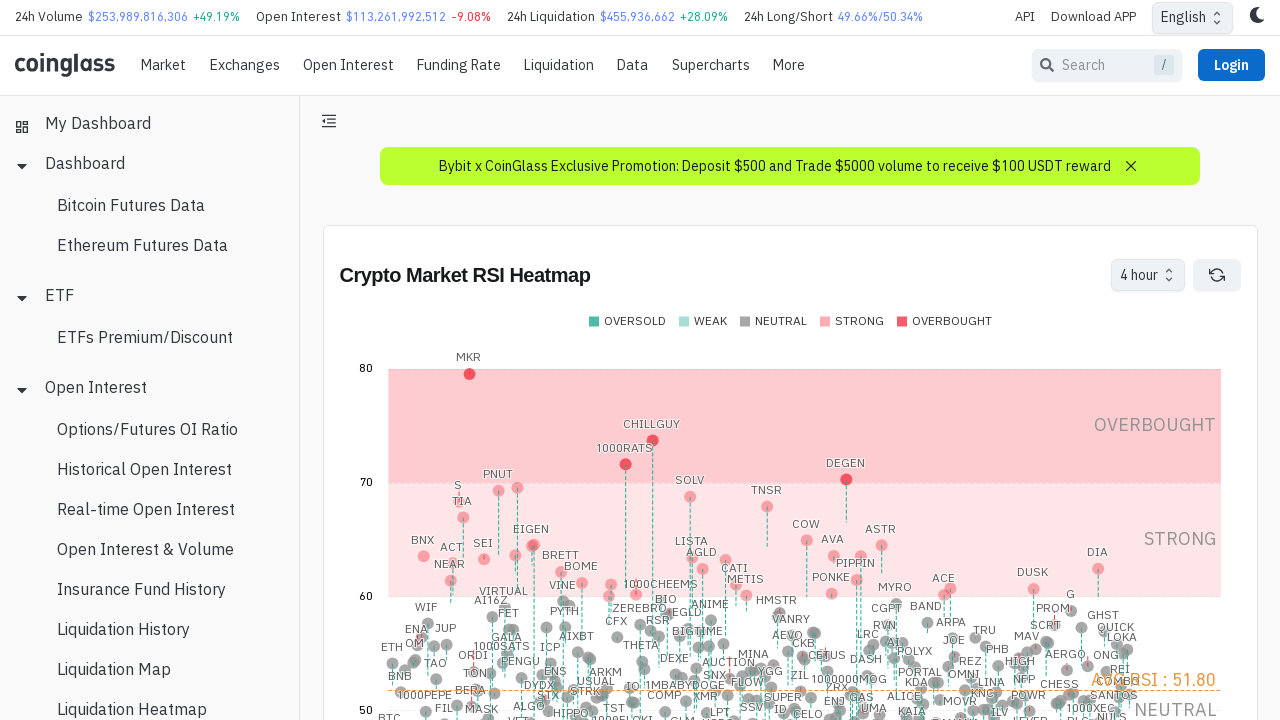 24h Volume $253,989,816,306 +49.19% Open Interest $113,261,992,512 -9.08% 24h Liquidation $455,936,662 +28.09% 24h Long/Short 49.66%/50.34% API Download APP English
coinglass Market Exchanges Open Interest Funding Rate Liquidation Data Supercharts More Search / Login
My Dashboard
Dashboard
Bitcoin Futures Data
Ethereum Futures Data
ETF
ETFs Premium/Discount
Open Interest
Options/Futures OI Ratio
Historical Open Interest
Real-time Open Interest
Open Interest & Volume
Insurance Fund History
Liquidation History
Liquidation Map
Liquidation Heatmap
Bybit x CoinGlass Exclusive Promotion: Deposit $500 and Trade $5000 volume to receive $100 USDT reward
Crypto Market RSI Heatmap 4 hour
OVERSOLD WEAK NEUTRAL STRONG OVERBOUGHT
MKR
80
CHILLGUY OVERBOUGHT
1000RATS
DEGEN
PNUT SOLV
70
S TNSR
TIA
EIGEN COW ASTR
BNX SEI LISTA AVA STRONG
ACT BRETT AGLD DIA
NEAR BOME CATI PIPPIN
VINE 1000CHEEMS METIS PONKE ACE DUSK
VIRTUAL MYRO
60 AI16Z BIO HMSTR G
WIF FET PYTH ZEREBRO ANIME CGPT BAND PROM
CFX RSR EGLD VANRY RVN ARPA SCRT GHST
ENA JUP GALA AIXBT BIGTIME AEVO LRC TRU MAV QUICK
OM 1000SATS ICP THETA CKB AI JOE LOKA
ETH ORDI PENGU DEXE MINA CETUS DASH POLYX PHB AERGO ONG
TAO AUCTION REZ HIGH
BNB TON ENS ARKM SNX YGG ZIL PORTAL OMNI RPL
DYDX USUAL IO 1MBABYDOGE FLOW 1000000MOG KDA LINA NFP CHESS AVG RSI : 51.80
1000PEPE BERA STX STRK COMP XMR SUPER ZRX ALICE KNC POWR SANTOS
FIL MASK ALGO TST LPT SSV ID ENJ GAS MOVR 1000XEC NEUTRAL
50 BTC HIPPO CELO UMA KAIA ILV